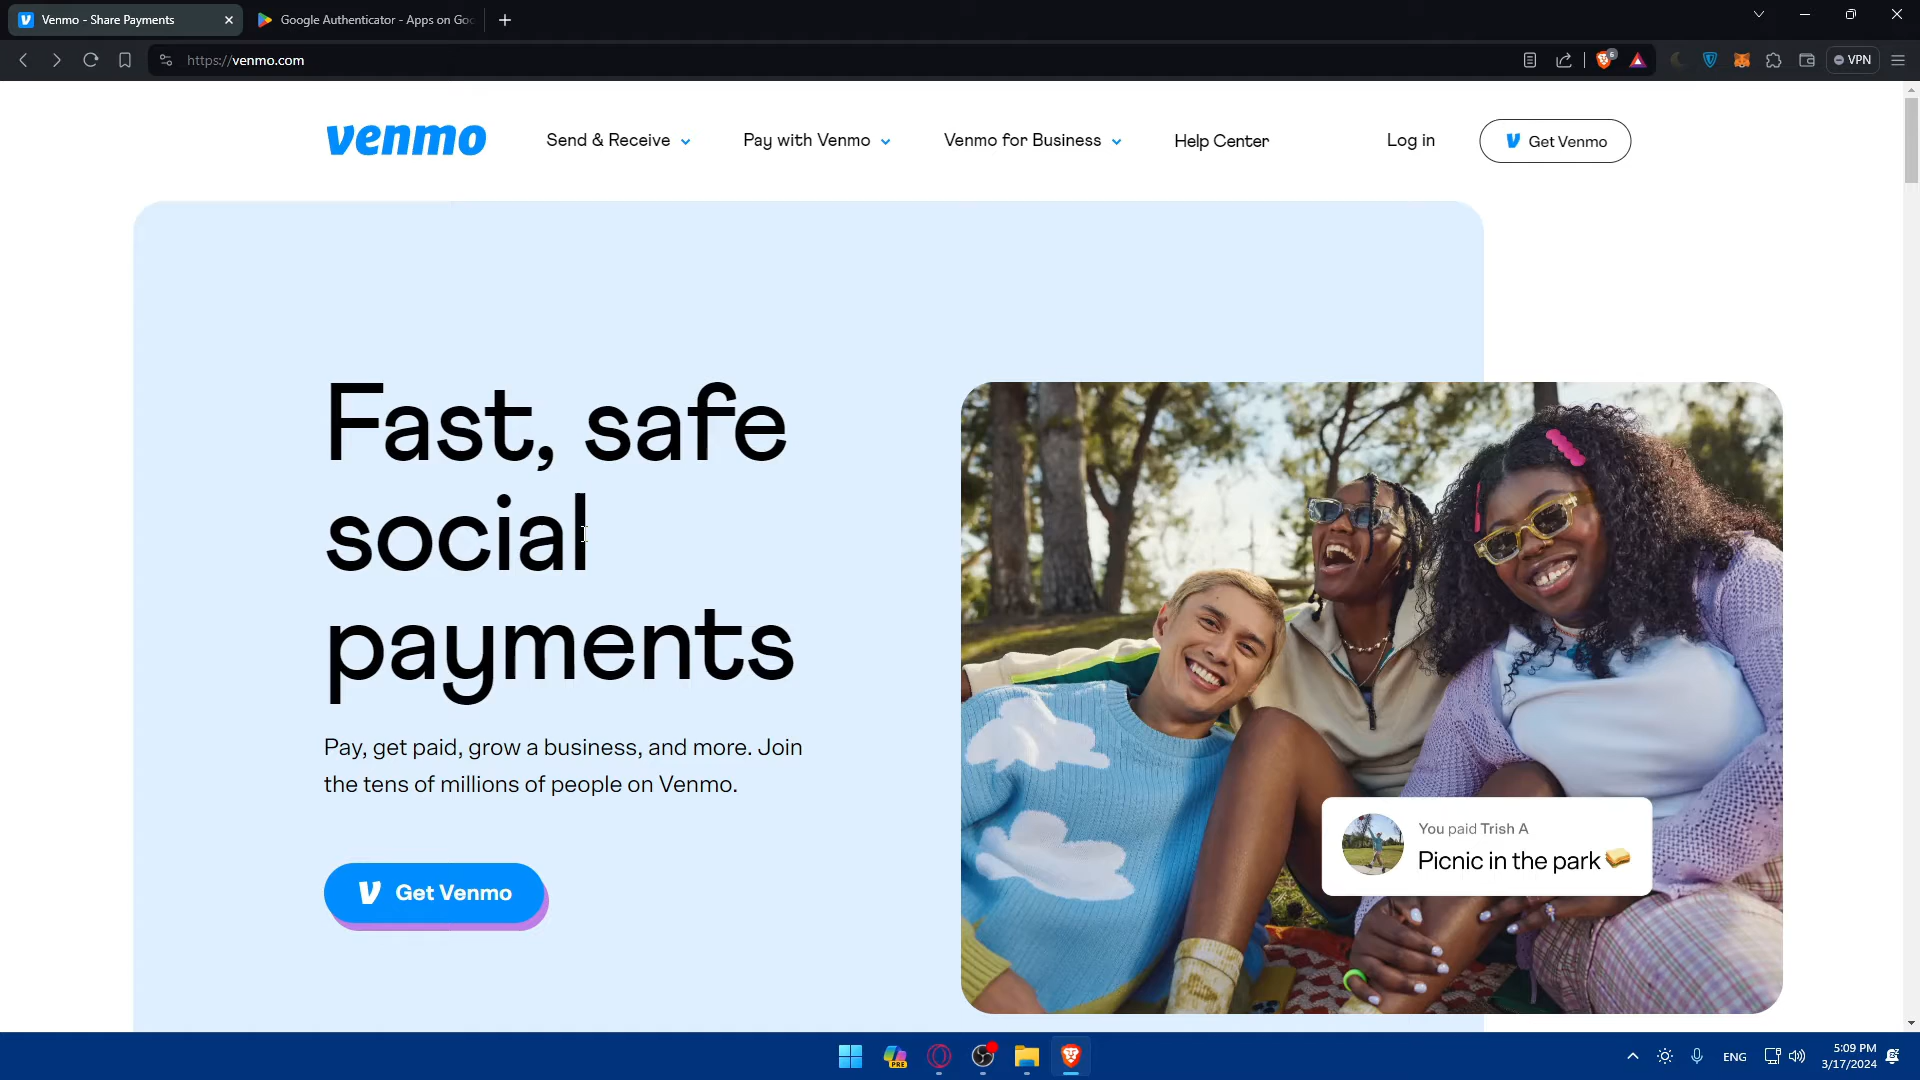 Venmo - Share Payments
Google Authenticator - Apps on Goo
https://venmo.com
6
VPN
venmo
Send & Receive
Pay with Venmo
Venmo for Business
Help Center
Log in
Get Venmo
Fast, safe
social
payments
Pay, get paid, grow a business, and more. Join
the tens of millions of people on Venmo.
Get Venmo
You paid Trish A
Picnic in the park
PRE
ENG
5:09 PM
3/17/2024